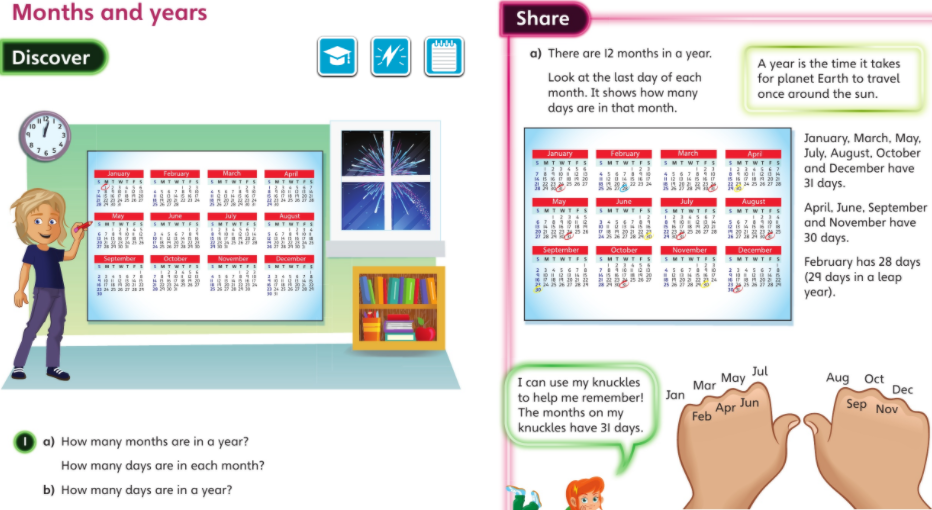 Months and years
Discover
January February March April
May June July August
September October November December
1 a) How many months are in a year?
How many days are in each month?
b) How many days are in a year?
Share
a) There are 12 months in a year.
Look at the last day of each
month. It shows how many
days are in that month.
A year is the time it takes
for planet Earth to travel
once around the sun.
January February March April
May June July August
September October November December
January, March, May,
July, August, October
and December have
31 days.
April, June, September
and November have
30 days.
February has 28 days
(29 days in a leap
year).
I can use my knuckles
to help me remember!
The months on my
knuckles have 31 days.
Jan Mar May Jul
Feb Apr Jun
Aug Oct Dec
Sep Nov